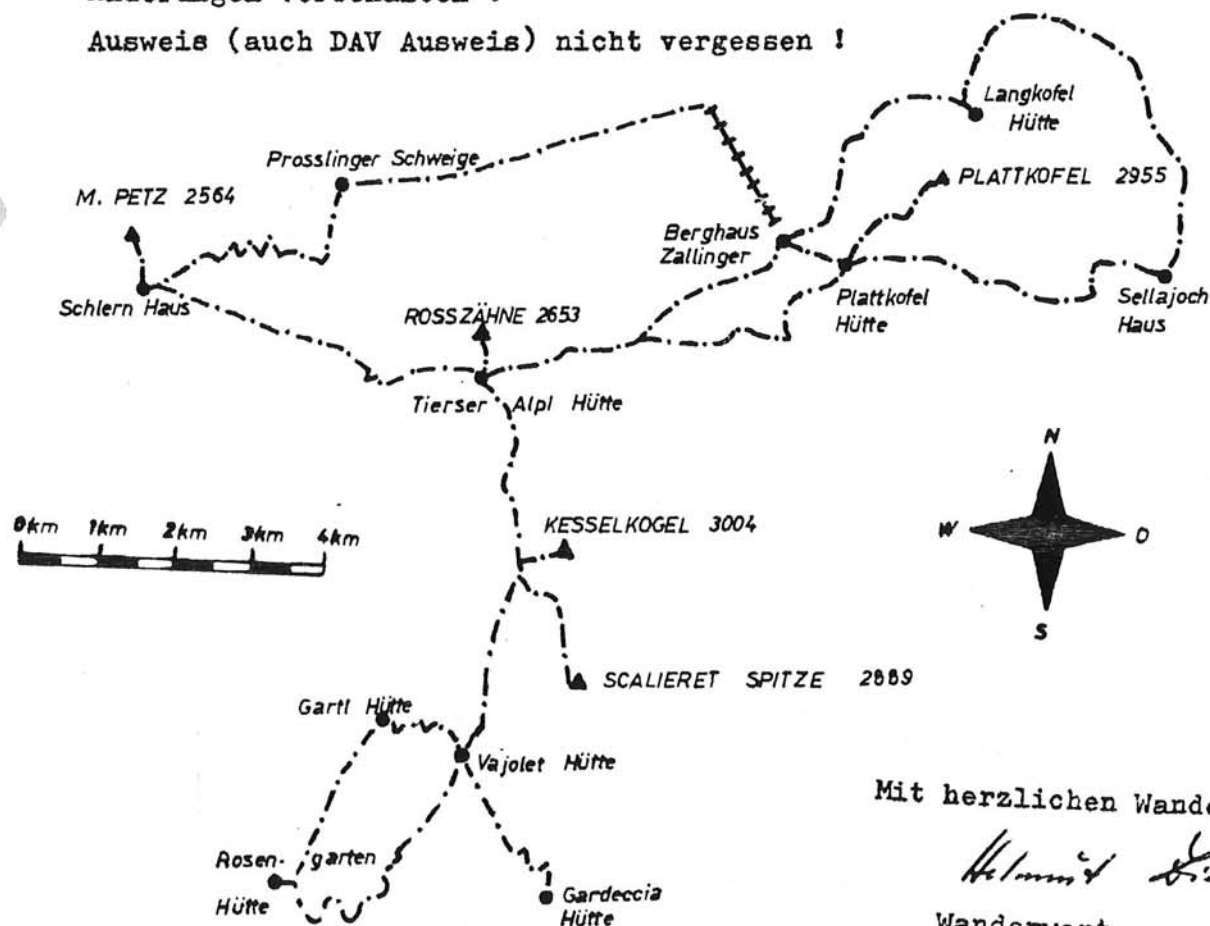 Ausweis (auch DAV Ausweis) nicht vergessen !
Langkofel
Hütte
Prosslinger Schweige
PLATTKOFEL 2955
M. PETZ 2564
Berghaus
Zallinger
Schlern Haus
Plattkofel
Hütte
Sellajoch
Haus
ROSSZÄHNE 2653
Tierser Alpl Hütte
N
W
O
S
0km 1km 2km 3km 4km
KESSELKOGEL 3004
SCALIERET SPITZE 2889
Gartl Hütte
Vajolet Hütte
Mit herzlichen
Rosen-garten
Hütte
Gardeccia
Hütte
Helmut
Wanderwart